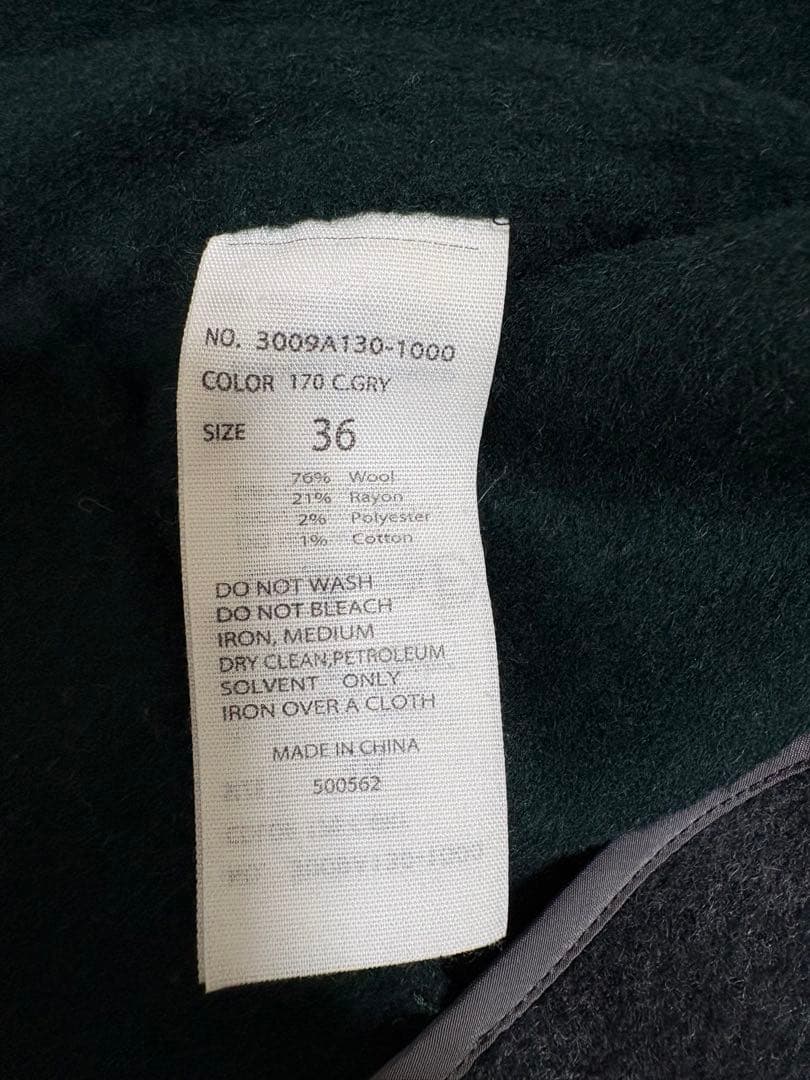 NO. 3009A130-1000
COLOR 170 C.GRY
SIZE 36
76% Wool
21% Rayon
2% Polyester
1% Cotton
DO NOT WASH
DO NOT BLEACH
IRON, MEDIUM
DRY CLEAN,PETROLEUM
SOLVENT ONLY
IRON OVER A CLOTH
MADE IN CHINA
500562